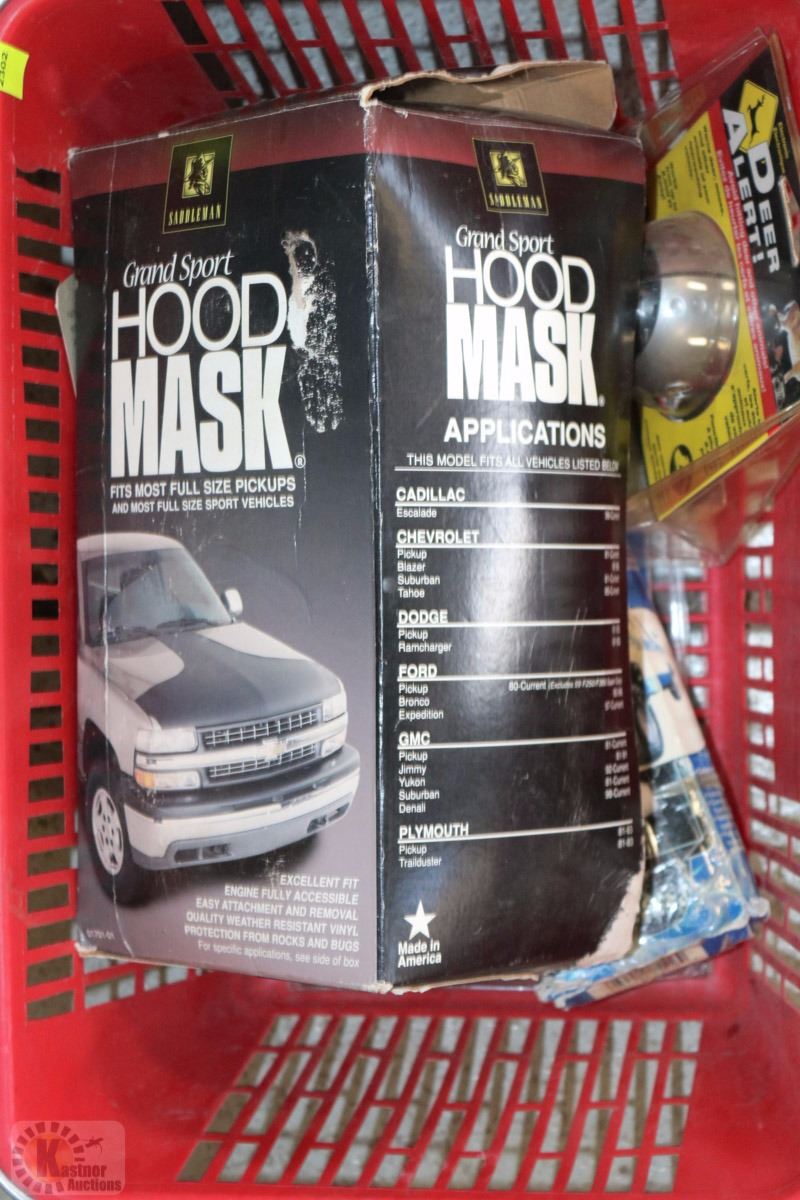 2302
SADDLEMAN
Grand Sport
HOOD
MASK®
FITS MOST FULL SIZE PICKUPS
AND MOST FULL SIZE SPORT VEHICLES
EXCELLENT FIT
ENGINE FULLY ACCESSIBLE
EASY ATTACHMENT AND REMOVAL
QUALITY WEATHER RESISTANT VINYL
PROTECTION FROM ROCKS AND BUGS
For specific applications, see side of box
SADDLEMAN
Grand Sport
HOOD
MASK®
APPLICATIONS
THIS MODEL FITS ALL VEHICLES LISTED BELOW
CADILLAC
Escalade
CHEVROLET
Pickup
Blazer
Suburban
Tahoe
DODGE
Pickup
Ramcharger
FORD
Pickup 80-Current
Bronco
Expedition
GMC
Pickup
Jimmy
Yukon
Suburban
Denali
PLYMOUTH
Pickup
Trailduster
Made in
America
DEER
ALERT!
Kastner
Auctions